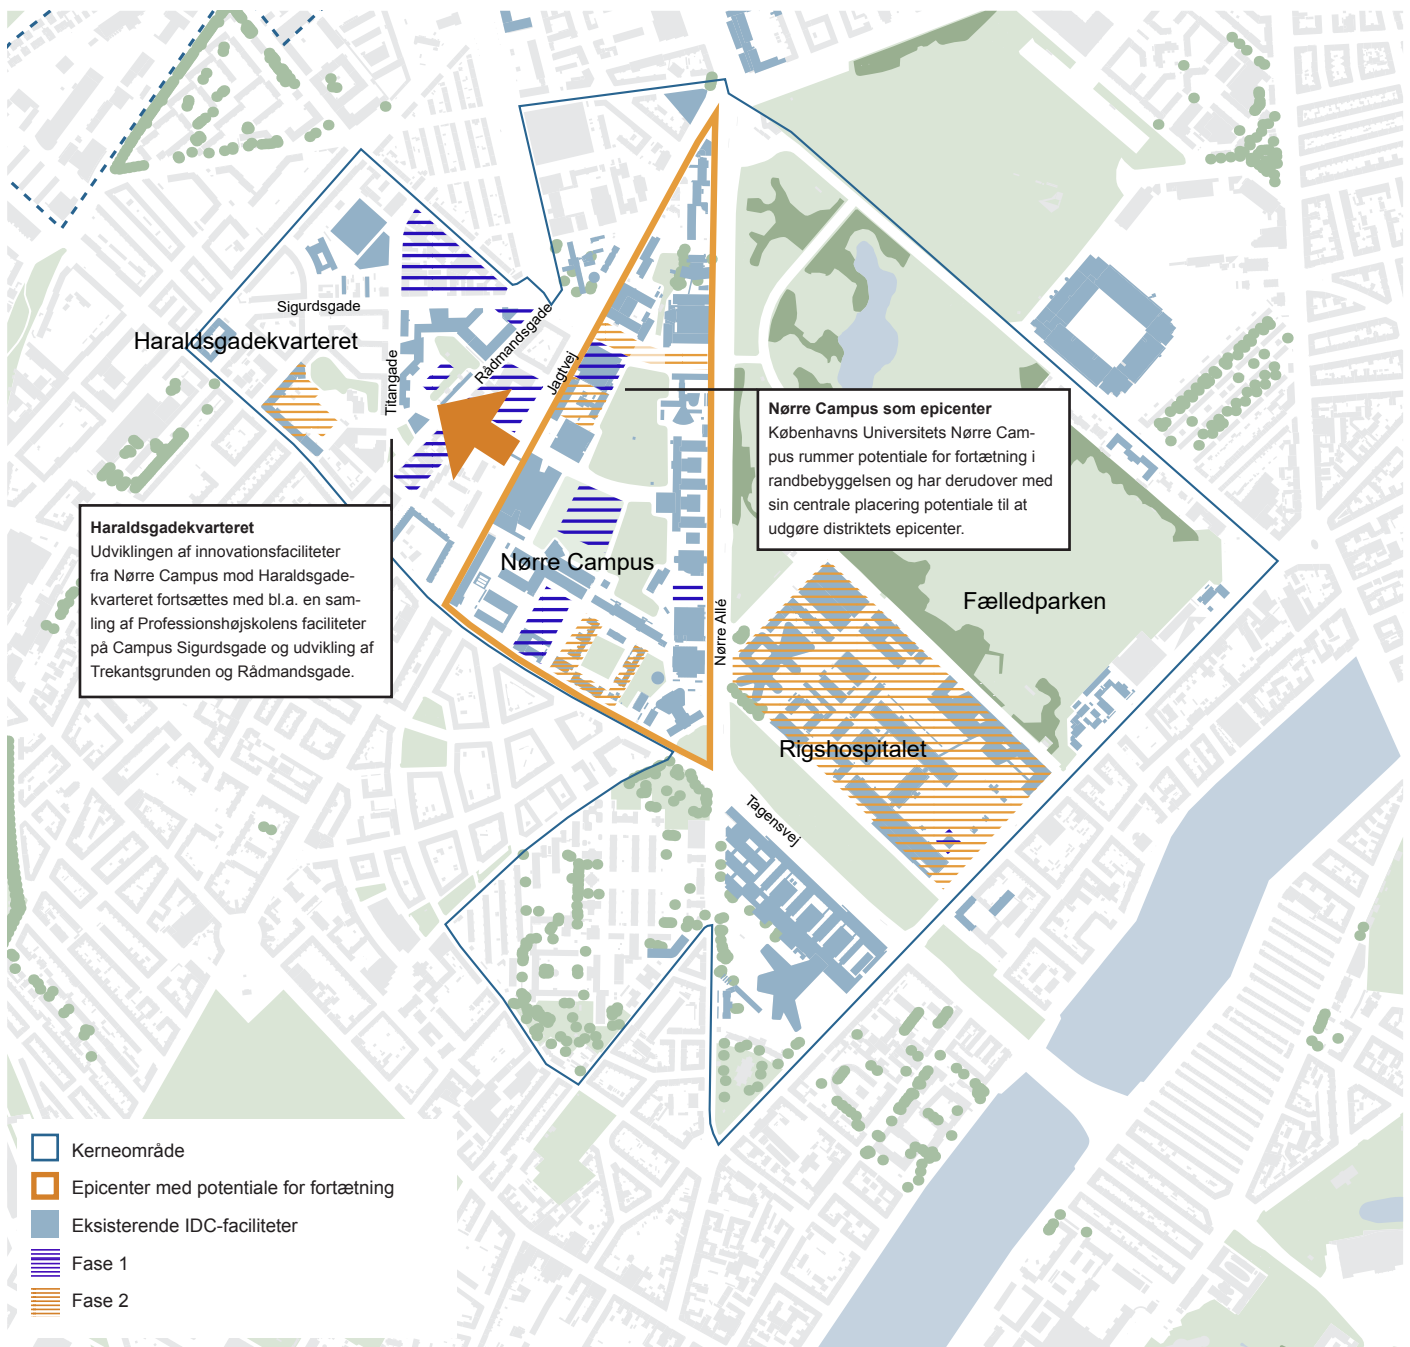 Sigurdsgade
Haraldsgadekvarteret
Titangade
Rådmandsgade
Jagtvej
Nørre Campus som epicenter
Københavns Universitets Nørre Cam-
pus rummer potentiale for fortætning i
randbebyggelsen og har derudover med
sin centrale placering potentiale til at
udgøre distriktets epicenter.
Haraldsgadekvarteret
Udviklingen af innovationsfaciliteter
fra Nørre Campus mod Haraldsgade-
kvarteret fortsættes med bl.a. en sam-
ling af Professionshøjskolens faciliteter
på Campus Sigurdsgade og udvikling af
Trekantsgrunden og Rådmandsgade.
Nørre Campus
Fælledparken
Nørre Allé
Rigshospitalet
Tagensvej
Kerneområde
Epicenter med potentiale for fortætning
Eksisterende IDC-faciliteter
Fase 1
Fase 2